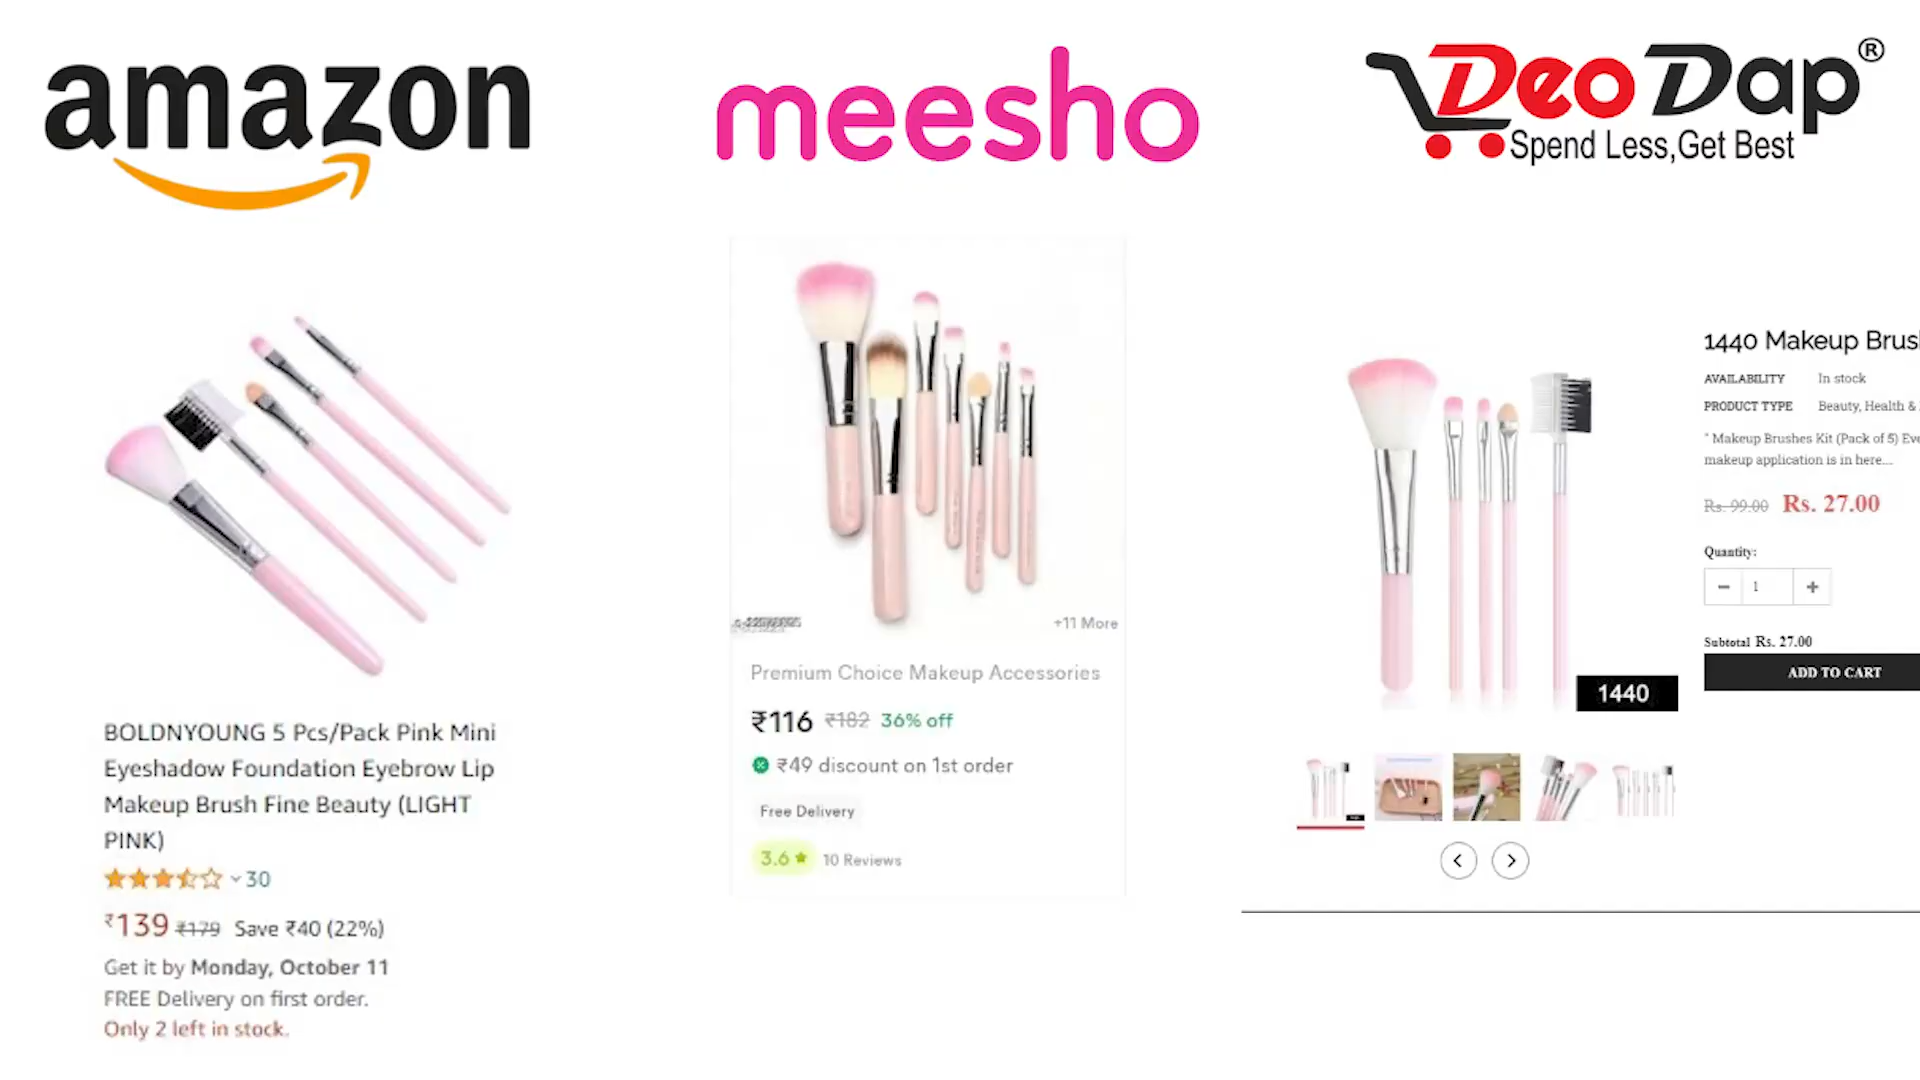 amazon
meesho
DeoDap®
Spend Less,Get Best
BOLDNYOUNG 5 Pcs/Pack Pink Mini
Eyeshadow Foundation Eyebrow Lip
Makeup Brush Fine Beauty (LIGHT
PINK)
30
₹139 ₹179 Save ₹40 (22%)
Get it by Monday, October 11
FREE Delivery on first order.
Only 2 left in stock.
+11 More
Premium Choice Makeup Accessories
₹116 ₹182 36% off
₹49 discount on 1st order
Free Delivery
3.6 10 Reviews
1440
1440 Makeup Brus
AVAILABILITY In stock
PRODUCT TYPE Beauty, Health &
" Makeup Brushes Kit (Pack of 5) Eve
makeup application is in here...
Rs. 99.00 Rs. 27.00
Quantity:
1
Subtotal Rs. 27.00
ADD TO CART